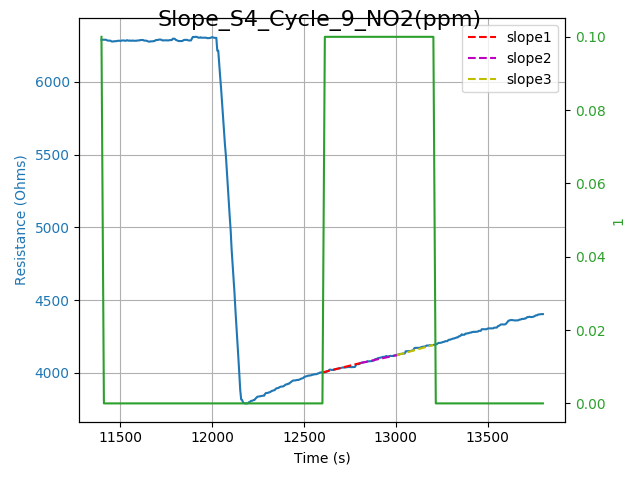 Slope_S4_Cycle_9_NO2(ppm)
slope1
slope2
slope3
6000
5500
5000
4500
4000
Resistance (Ohms)
0.10
0.08
0.06
0.04
0.02
0.00
1
11500 12000 12500 13000 13500
Time (s)